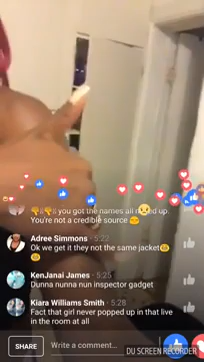 you got the names all
up.
You're not a credible source
Adree Simmons · 5:22
Ok we get it they not the same jacket
KenJanai James · 5:25
Dunna nunna nun inspector gadget
Kiara Williams Smith · 5:28
Fact that girl never popped up in that live
in the room at all
SHARE
Write a comment...
DU SCREEN RECORDER